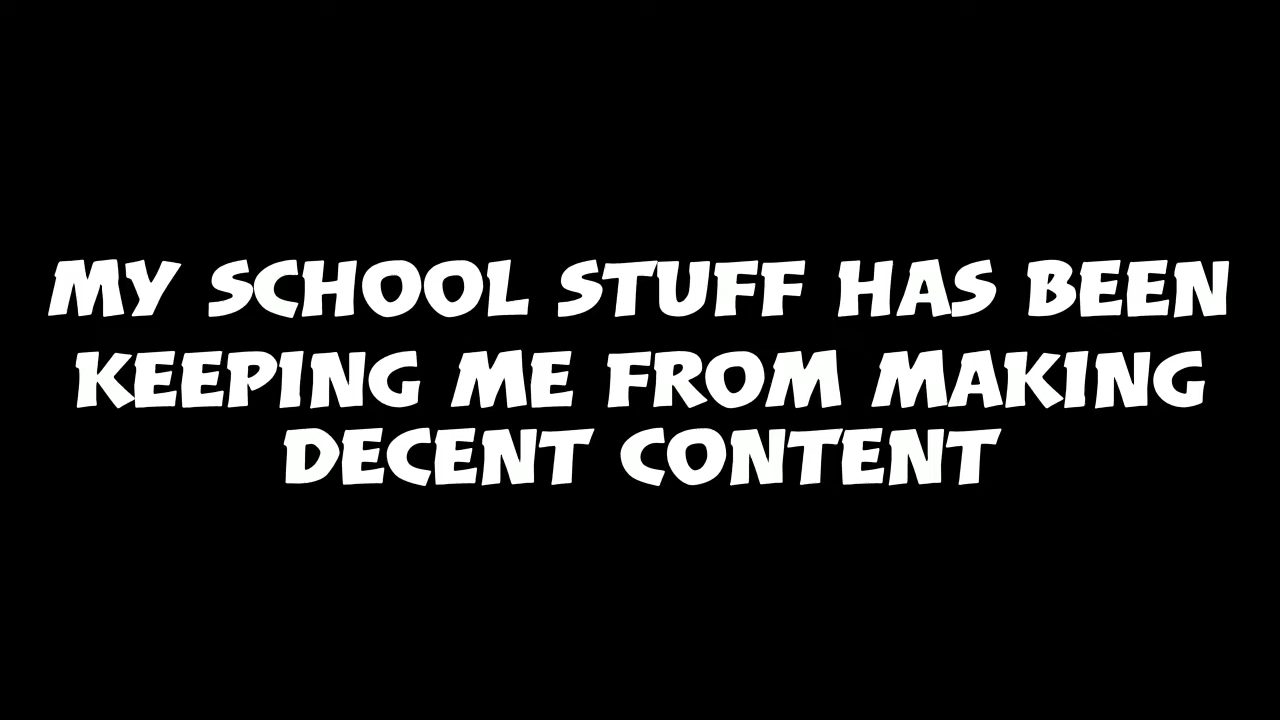 MY SCHOOL STUFF HAS BEEN
KEEPING ME FROM MAKING
DECENT CONTENT